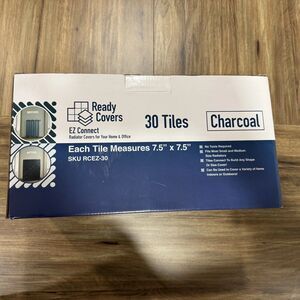 Ready
Covers
EZ Connect
Radiator Covers for Your Home & Office
30 Tiles
Charcoal
Each Tile Measures 7.5" x 7.5"
SKU RCEZ-30
No Tools Required
Fits Most Small and Medium
Size Radiators
Tiles Connect To Build Any Shape
Or Size Cover!
Can Be Used to Cover a Variety of Items
Indoors or Outdoors!